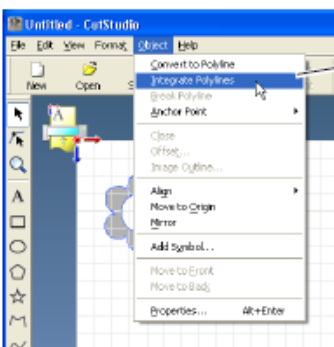 Untitled - CutStudio
File Edit View Format Object Help
New Open S
Convert to Polyline
Integrate Polylines
Break Polyline
Anchor Point
Close
Offset...
Image Outline...
Align
Move to Origin
Mirror
Add Symbol...
Move to Front
Move to Back
Properties... Alt+Enter
A
A